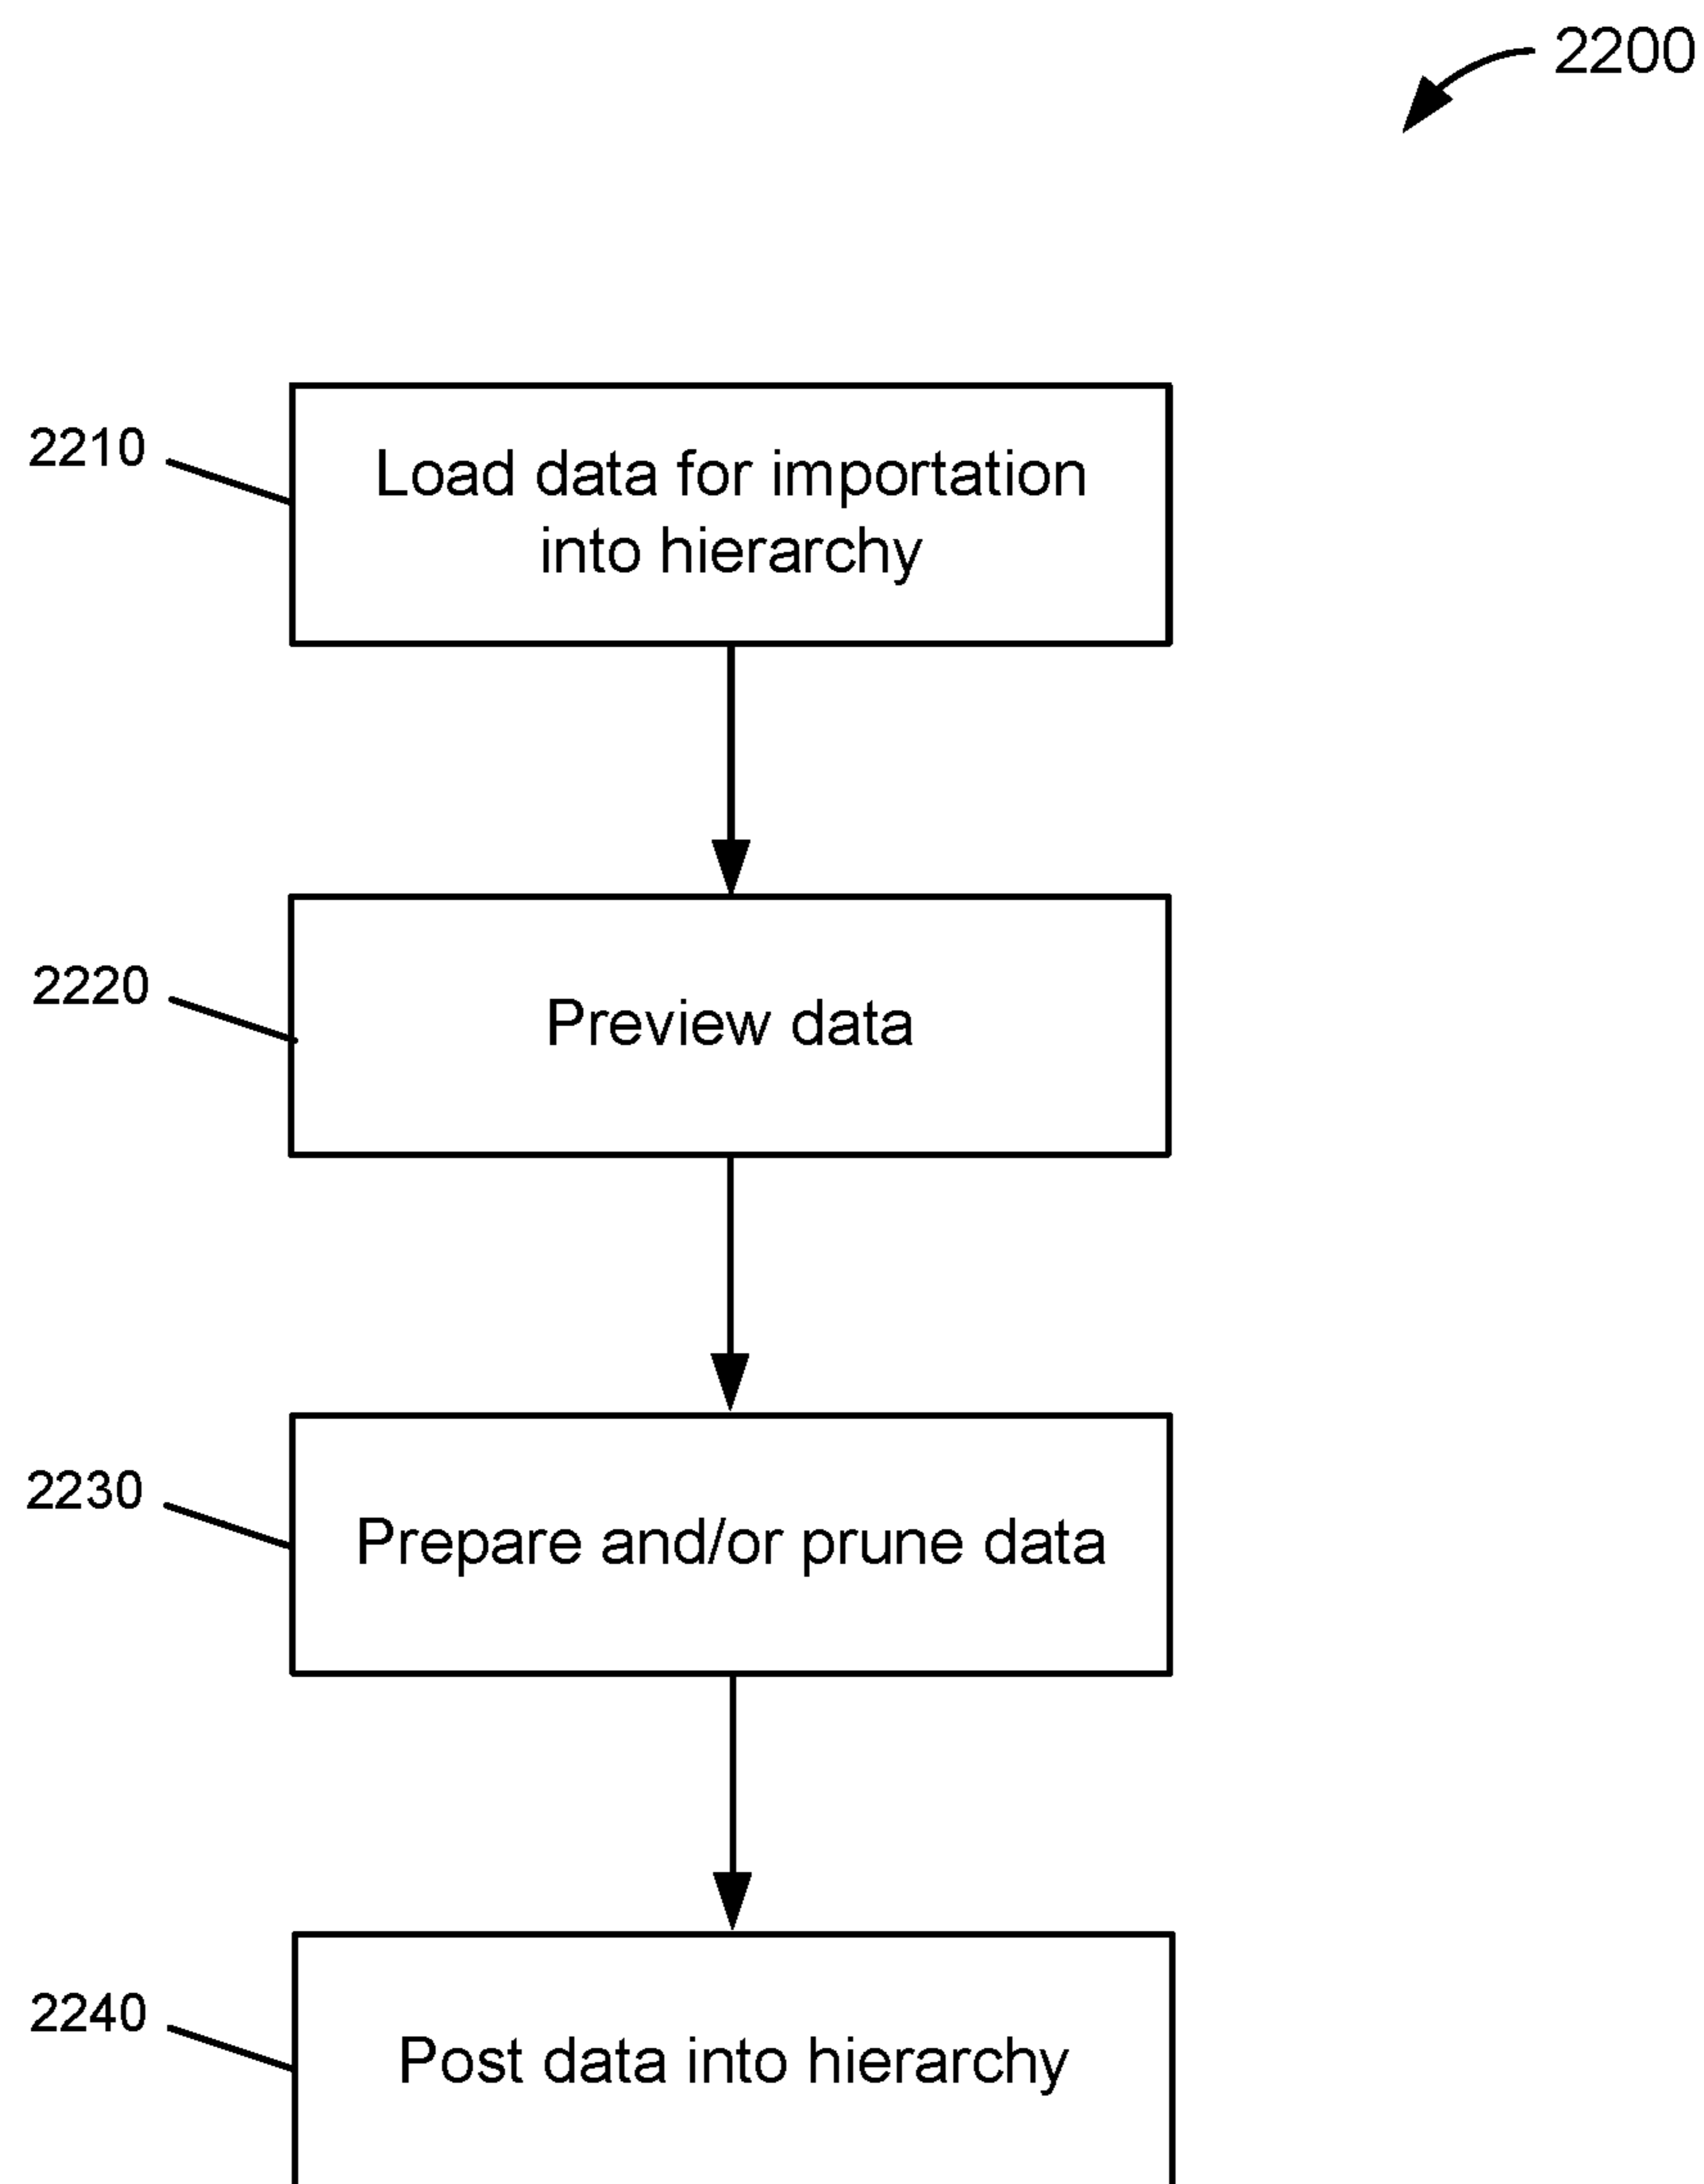 2200
2210
Load data for importation
into hierarchy
2220
Preview data
2230
Prepare and/or prune data
2240
Post data into hierarchy